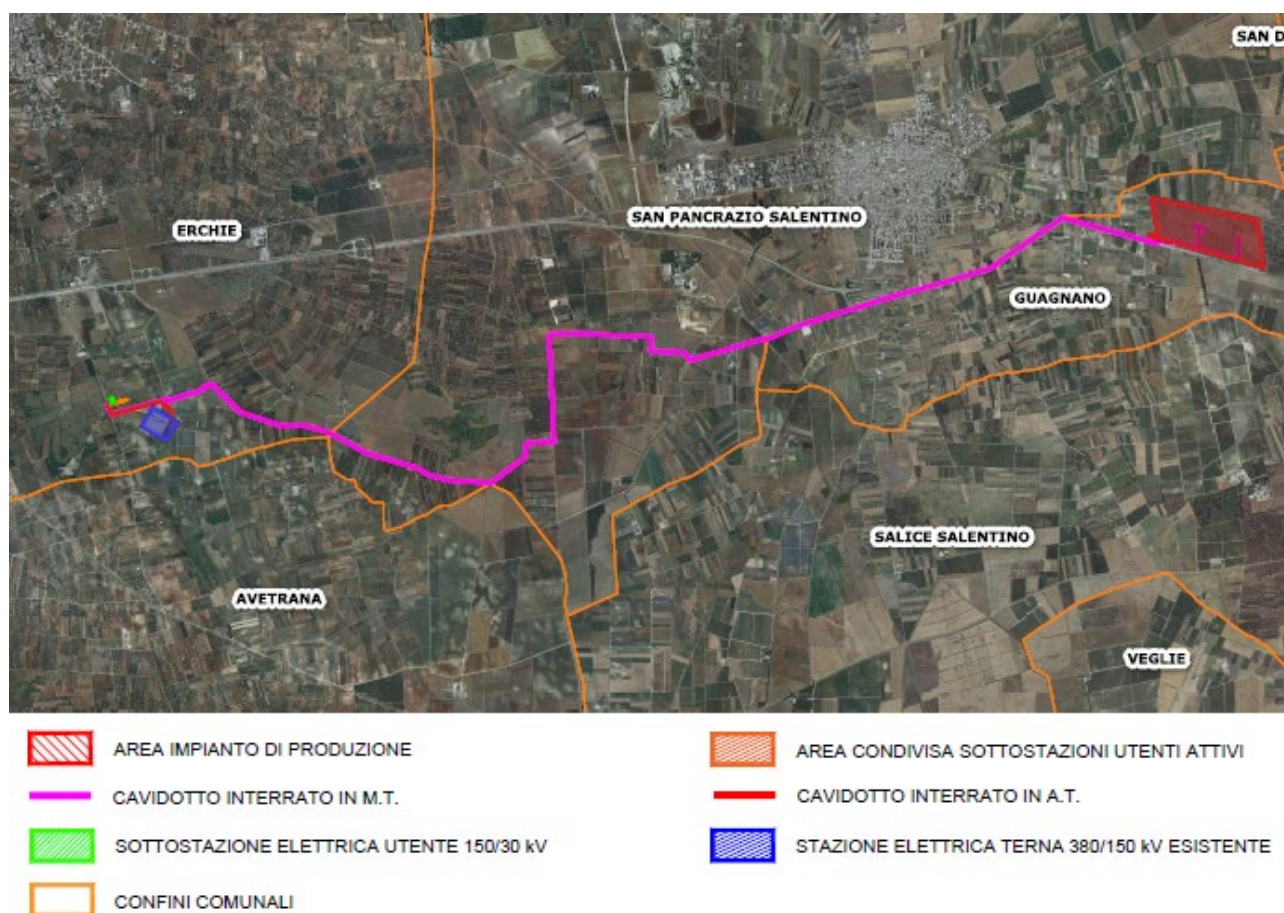 SAN D
SAN PANCRAZIO SALENTINO
ERCHIE
GUAGNANO
SALICE SALENTINO
AVETRANA
VEGLIE
AREA IMPIANTO DI PRODUZIONE
AREA CONDIVISA SOTTOSTAZIONI UTENTI ATTIVI
CAVIDOTTO INTERRATO IN M.T.
CAVIDOTTO INTERRATO IN A.T.
SOTTOSTAZIONE ELETTRICA UTENTE 150/30 kV
STAZIONE ELETTRICA TERNA 380/150 kV ESISTENTE
CONFINI COMUNALI